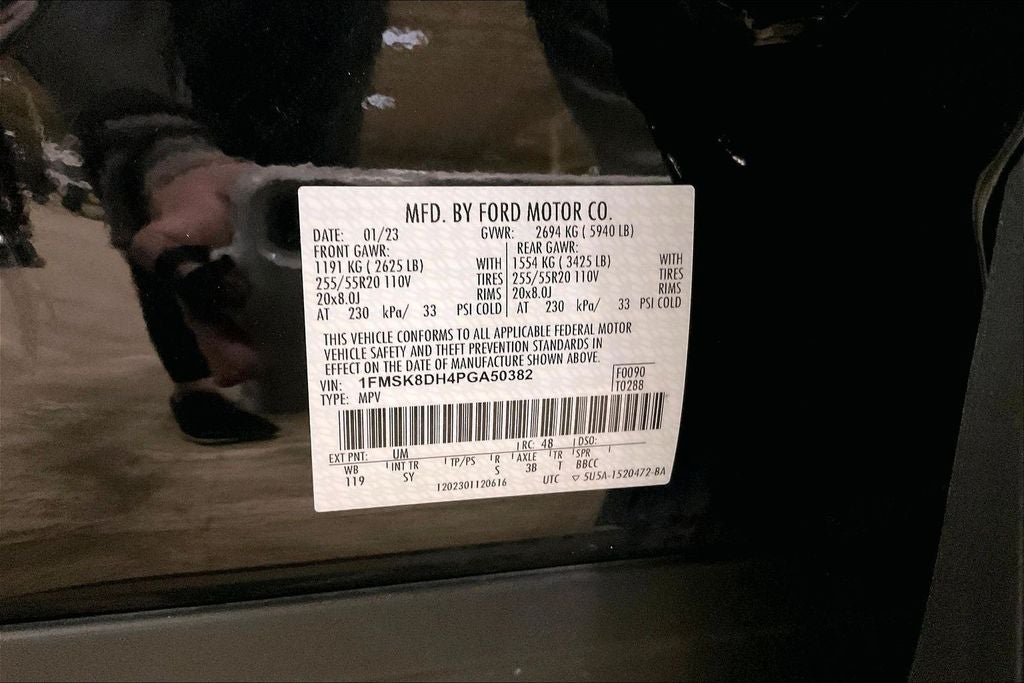 MFD. BY FORD MOTOR CO.
DATE: 01/23 GVWR: 2694 KG ( 5940 LB)
FRONT GAWR: REAR GAWR:
1191 KG ( 2625 LB) WITH 1554 KG ( 3425 LB) WITH
255/55R20 110V TIRES 255/55R20 110V TIRES
20x8.0J RIMS 20x8.0J RIMS
AT 230 kPa/ 33 PSI COLD AT 230 kPa/ 33 PSI COLD
THIS VEHICLE CONFORMS TO ALL APPLICABLE FEDERAL MOTOR
VEHICLE SAFETY AND THEFT PREVENTION STANDARDS IN
EFFECT ON THE DATE OF MANUFACTURE SHOWN ABOVE.
VIN: 1FMSK8DH4PGA50382 F0090
TYPE: MPV T0288
EXT PNT: UM RC: 48 DSO:
WB INT TR TP/PS R AXLE TR SPR
119 SY S 3B T BBCC
1202301120616 UTC ▽ 5U5A-1520472-BA